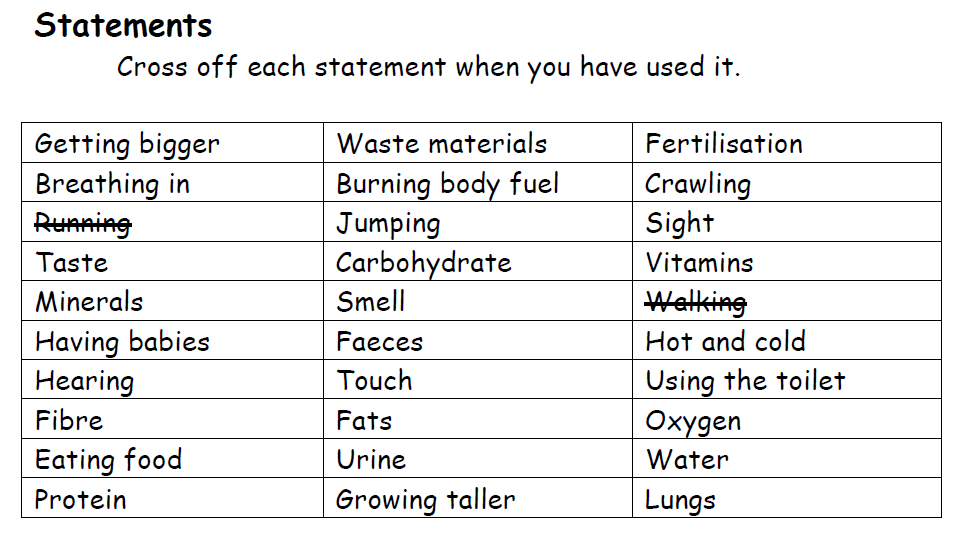 Statements
Cross off each statement when you have used it.
Getting bigger Waste materials Fertilisation
Breathing in Burning body fuel Crawling
Running Jumping Sight
Taste Carbohydrate Vitamins
Minerals Smell Walking
Having babies Faeces Hot and cold
Hearing Touch Using the toilet
Fibre Fats Oxygen
Eating food Urine Water
Protein Growing taller Lungs